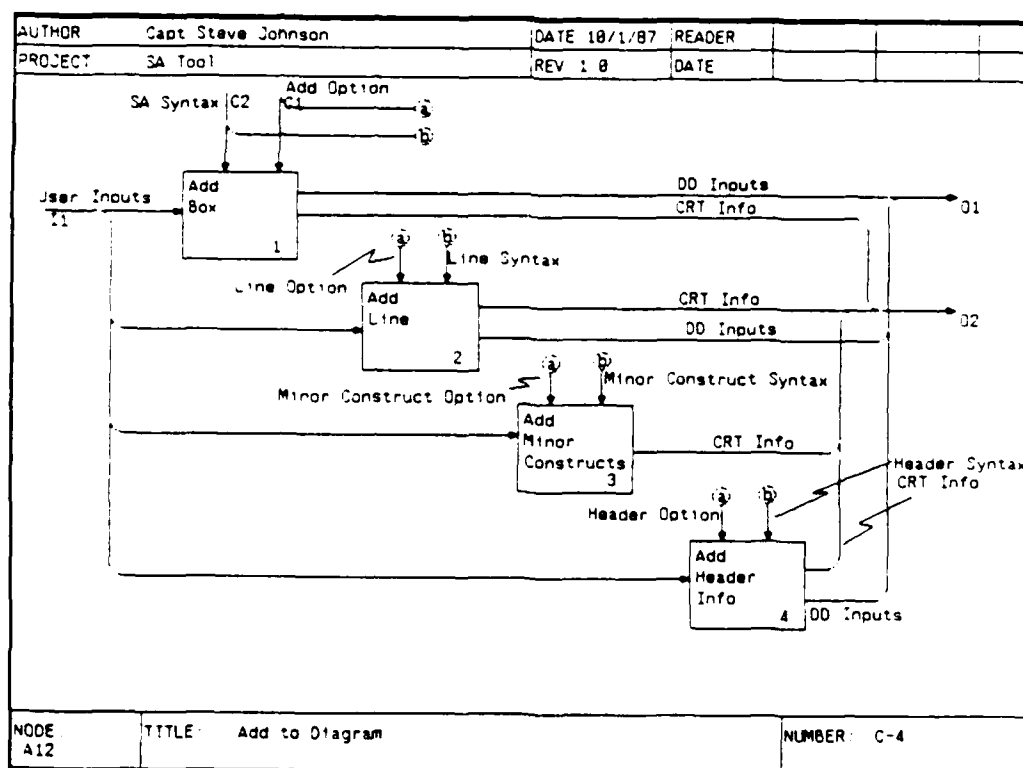 AUTHOR Capt Steve Johnson DATE 10/1/87 READER
PROJECT SA Tool REV 1.0 DATE
Add Option
SA Syntax C2 C1 a
b
User Inputs
I1
Add
Box
1
DD Inputs
CRT Info
O1
a b
Line Syntax
Line Option
Add
Line
2
CRT Info
DD Inputs
O2
a b
Minor Construct Syntax
Minor Construct Option
Add
Minor
Constructs
3
CRT Info
Header Syntax
CRT Info
a b
Header Option
Add
Header
Info
4
DD Inputs
NODE: TITLE: Add to Diagram NUMBER: C-4
A12